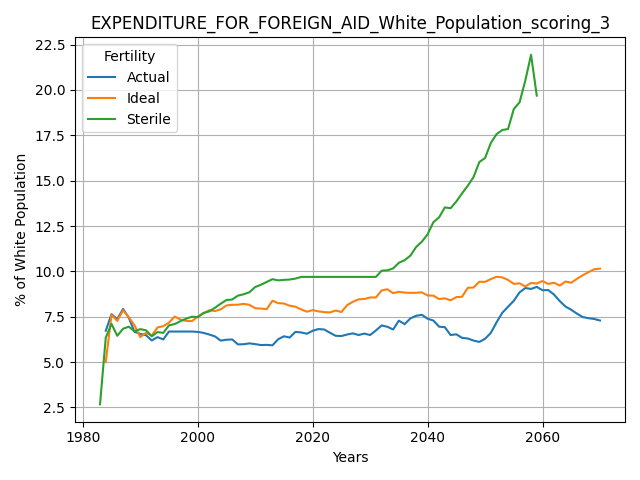 EXPENDITURE_FOR_FOREIGN_AID_White_Population_scoring_3
Fertility
Actual
Ideal
Sterile
% of White Population
22.5
20.0
17.5
15.0
12.5
10.0
7.5
5.0
2.5
1980 2000 2020 2040 2060
Years